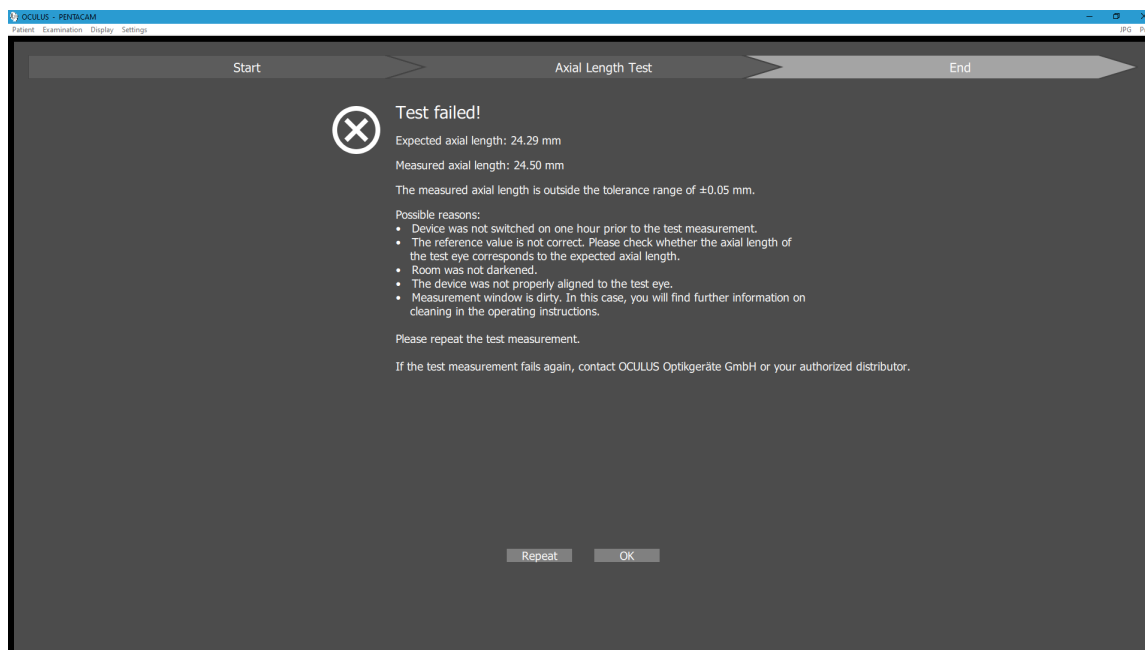 OCULUS - PENTACAM
Patient Examination Display Settings
JPG
Start
Axial Length Test
End
Test failed!
Expected axial length: 24.29 mm
Measured axial length: 24.50 mm
The measured axial length is outside the tolerance range of ±0.05 mm.
Possible reasons:
• Device was not switched on one hour prior to the test measurement.
• The reference value is not correct. Please check whether the axial length of
the test eye corresponds to the expected axial length.
• Room was not darkened.
• The device was not properly aligned to the test eye.
• Measurement window is dirty. In this case, you will find further information on
cleaning in the operating instructions.
Please repeat the test measurement.
If the test measurement fails again, contact OCULUS Optikgeräte GmbH or your authorized distributor.
Repeat
OK